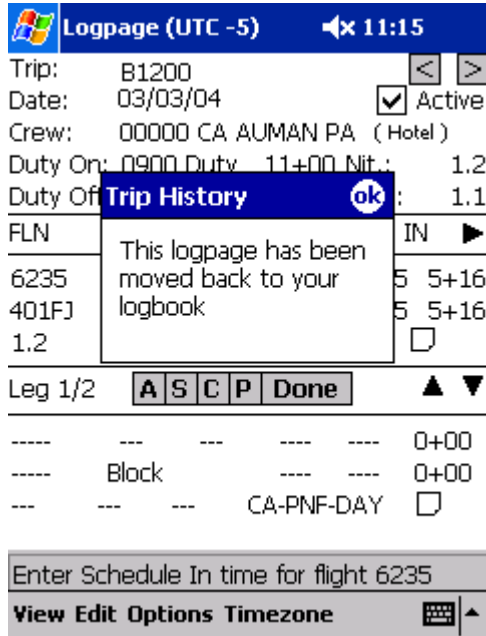 Logpage (UTC -5) 11:15
Trip: B1200 < >
Date: 03/03/04 Active
Crew: 00000 CA AUMAN PA ( Hotel )
Duty On: 0900 Duty 11+00 Nit.: 1.2
Duty Off : 1.1
Trip History ok
This logpage has been
moved back to your
logbook
FLN IN
6235 5 5+16
401FJ 5 5+16
1.2
Leg 1/2 A S C P Done
----- --- --- ---- ---- 0+00
----- Block ---- ---- 0+00
--- --- --- CA-PNF-DAY
Enter Schedule In time for flight 6235
View Edit Options Timezone